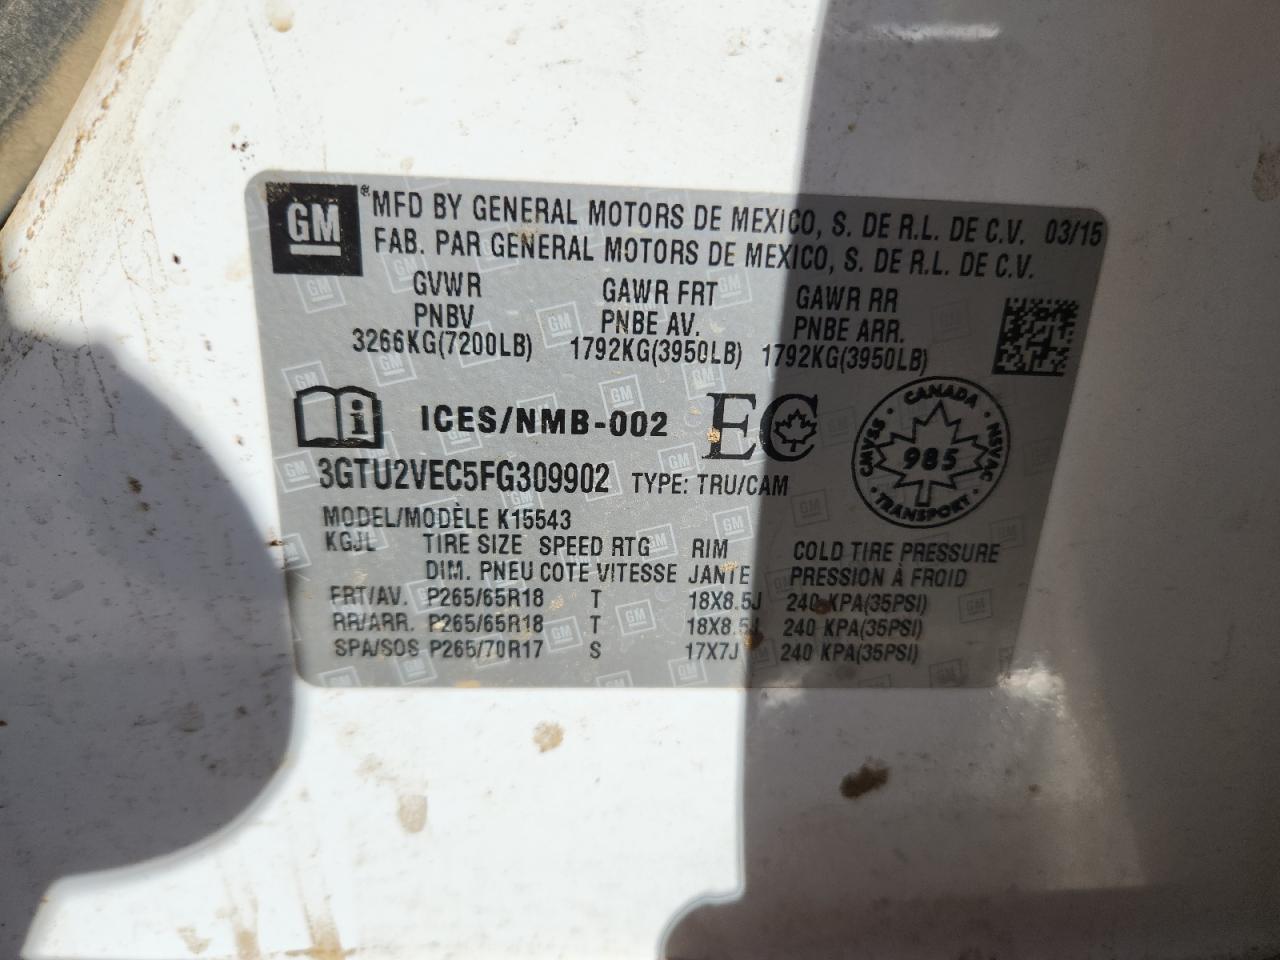 GM ® MFD BY GENERAL MOTORS DE MEXICO, S. DE R.L. DE C.V. 03/15
FAB. PAR GENERAL MOTORS DE MEXICO, S. DE R.L. DE C.V.
GVWR GAWR FRT GAWR RR
PNBV PNBE AV. PNBE ARR.
3266KG(7200LB) 1792KG(3950LB) 1792KG(3950LB)
ICES/NMB-002 EC
CANADA
CMVSS 985 NSVAC
TRANSPORT
3GTU2VEC5FG309902 TYPE: TRU/CAM
MODEL/MODÈLE K15543
KGJL TIRE SIZE SPEED RTG RIM COLD TIRE PRESSURE
DIM. PNEU COTE VITESSE JANTE PRESSION À FROID
FRT/AV. P265/65R18 T 18X8.5J 240 KPA(35PSI)
RR/ARR. P265/65R18 T 18X8.5J 240 KPA(35PSI)
SPA/SOS P265/70R17 S 17X7J 240 KPA(35PSI)